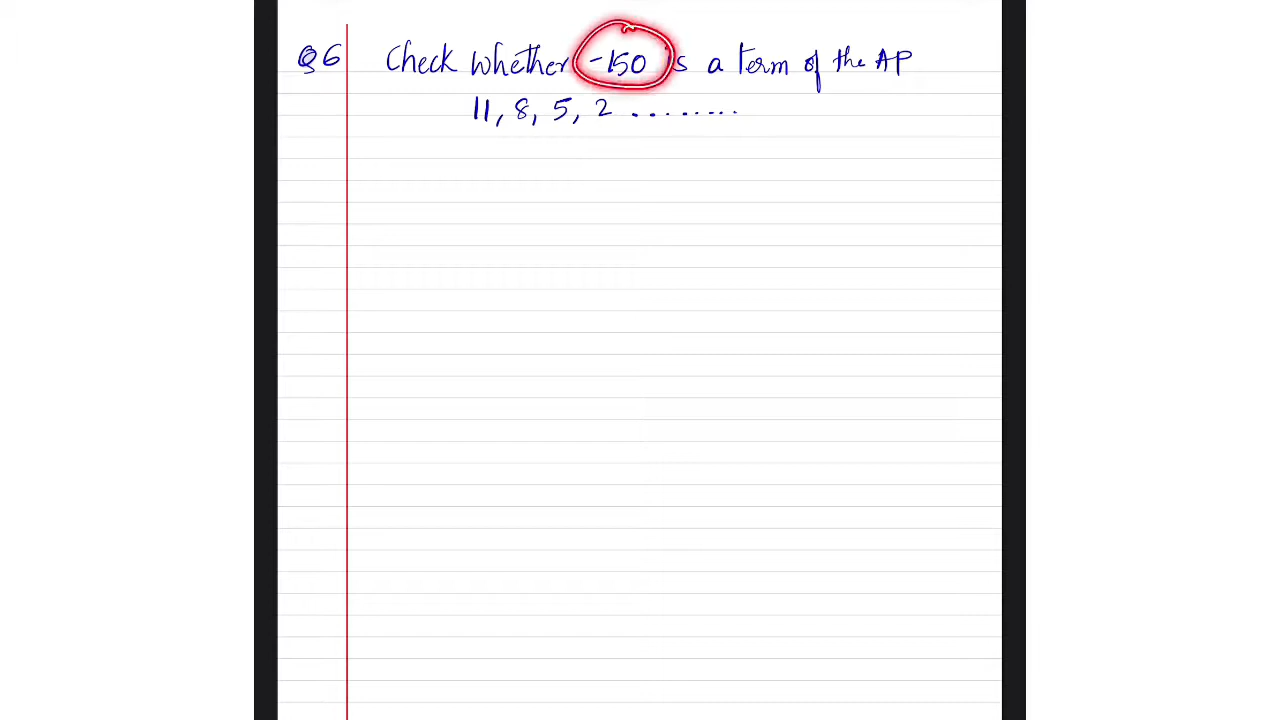 Q6 Check whether -150 is a term of the AP
11, 8, 5, 2 ........